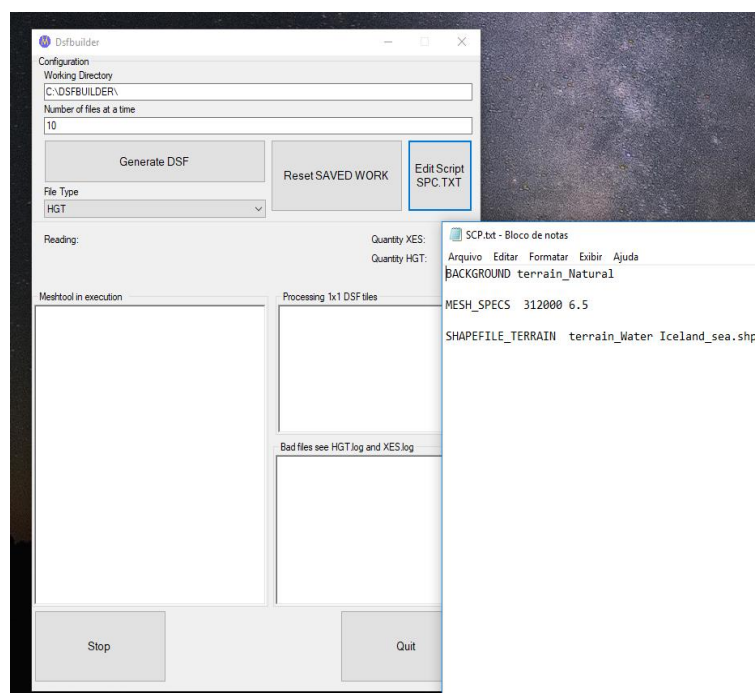 Dsfbuilder
Configuration
Working Directory
C:\DSFBUILDER\
Number of files at a time
10
Generate DSF
Reset SAVED WORK
Edit Script
SPC.TXT
File Type
HGT
Reading:
Quantity XES:
Quantity HGT:
Meshtool in execution
Processing 1x1 DSF tiles
Bad files see HGT.log and XES.log
Stop
Quit
SCP.txt - Bloco de notas
Arquivo Editar Formatar Exibir Ajuda
BACKGROUND terrain_Natural
MESH_SPECS 312000 6.5
SHAPEFILE_TERRAIN terrain_Water Iceland_sea.shp